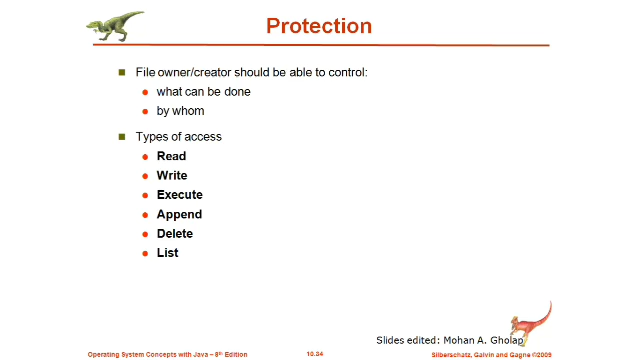 Protection
File owner/creator should be able to control:
what can be done
by whom
Types of access
Read
Write
Execute
Append
Delete
List
Slides edited: Mohan A. Gholap
Operating System Concepts with Java – 8th Edition
10.34
Silberschatz, Galvin and Gagne ©2009